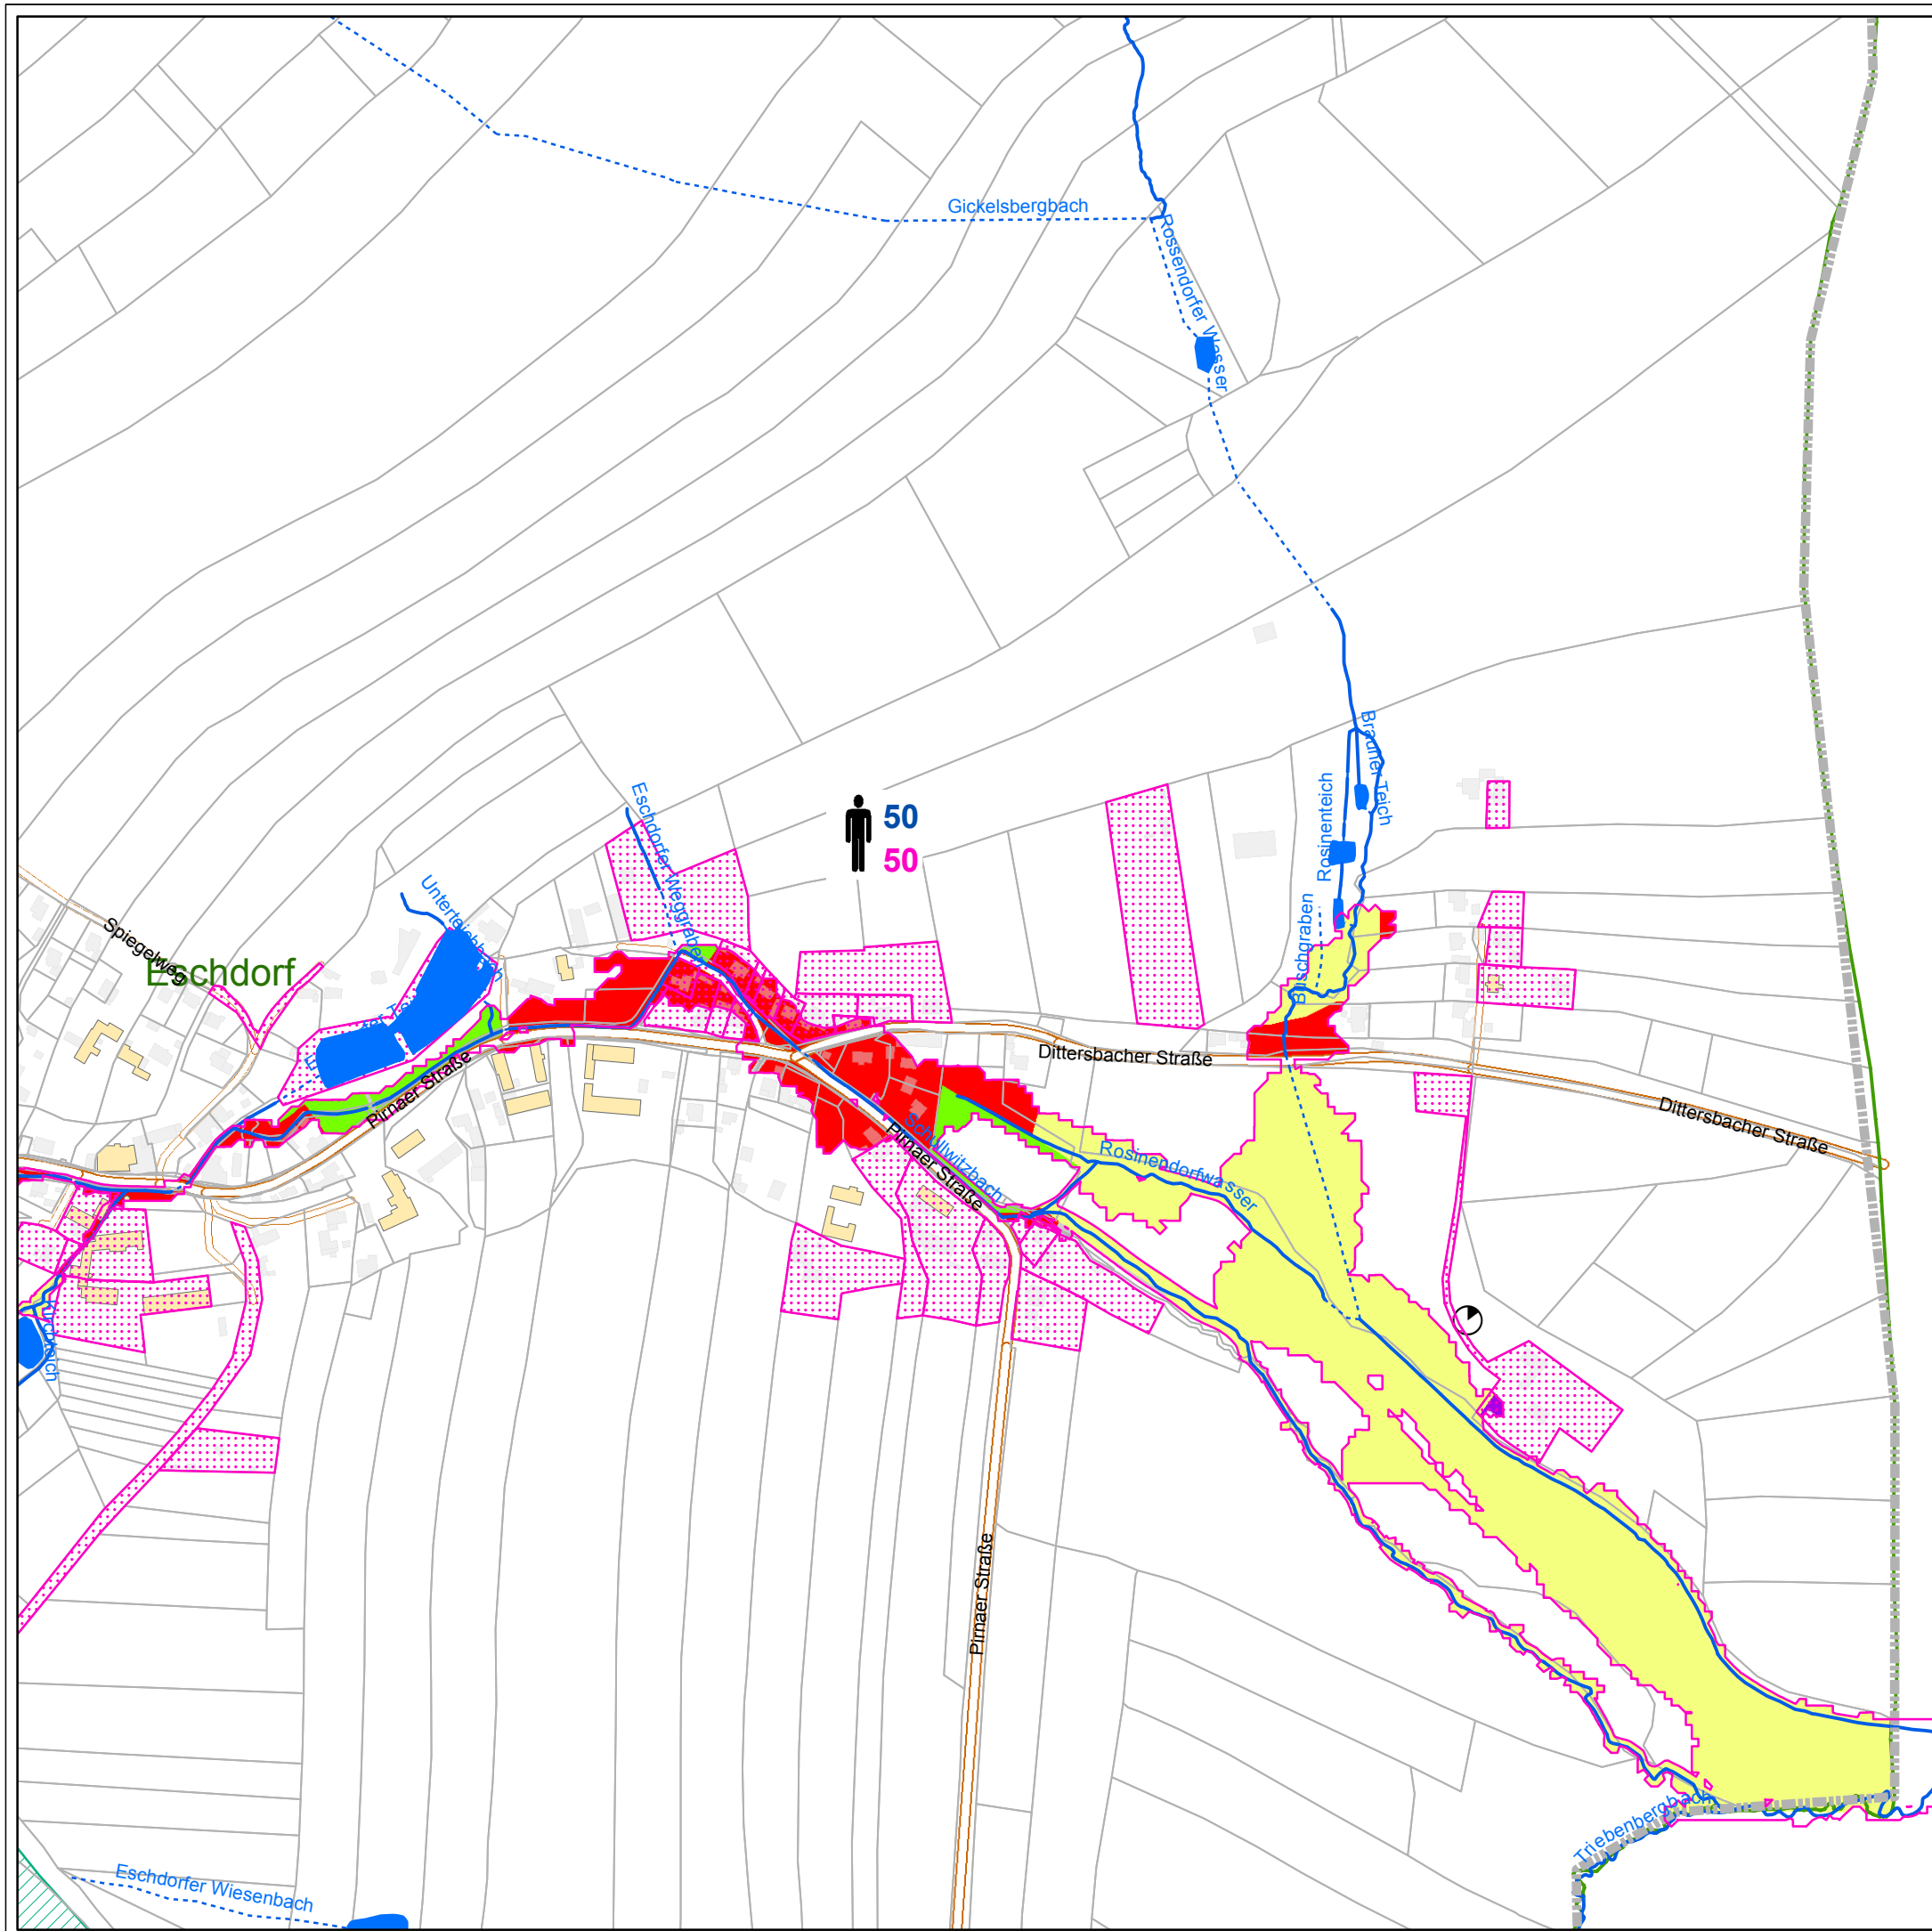 Gickelsbergbach
Rossendorfer Wasser
Brauner Teich
Rosinenteich
Buschgraben
50
50
Eschdorfer Weggraben
Unterteichbach
Spiegelweg
Eschdorf
Pirnaer Straße
Dittersbacher Straße
Dittersbacher Straße
Schullwitzbach
Pirnaer Straße
Rosinendorfwasser
Kirchteich
Pirnaer Straße
Triebenbergbach
Eschdorfer Wiesenbach